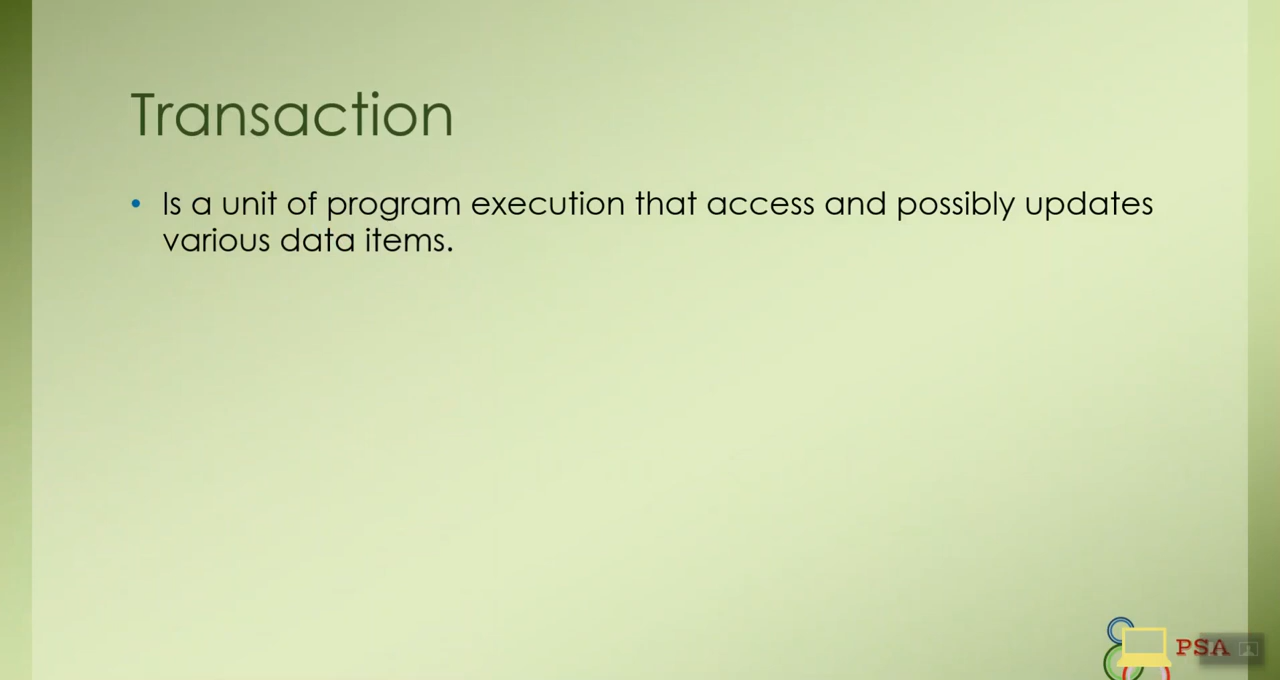 Transaction
• Is a unit of program execution that access and possibly updates
various data items.
PSA